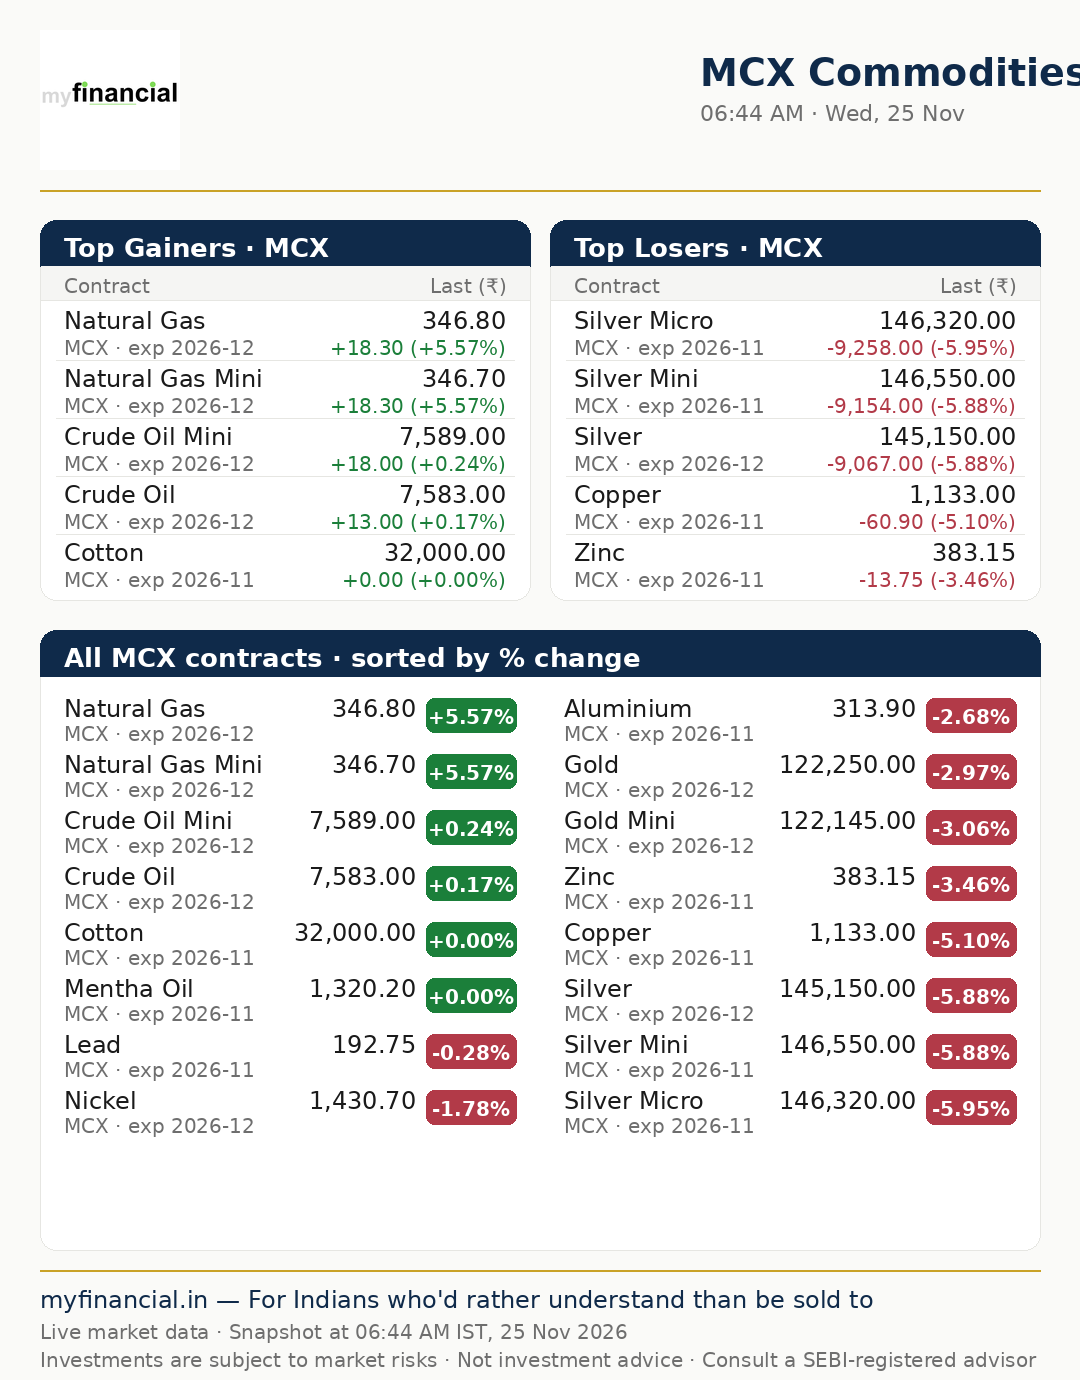 myfinancial
MCX Commodities
06:44 AM · Wed, 25 Nov
Top Gainers · MCX
Contract Last (₹)
Natural Gas 346.80
MCX · exp 2026-12 +18.30 (+5.57%)
Natural Gas Mini 346.70
MCX · exp 2026-12 +18.30 (+5.57%)
Crude Oil Mini 7,589.00
MCX · exp 2026-12 +18.00 (+0.24%)
Crude Oil 7,583.00
MCX · exp 2026-12 +13.00 (+0.17%)
Cotton 32,000.00
MCX · exp 2026-11 +0.00 (+0.00%)
Top Losers · MCX
Contract Last (₹)
Silver Micro 146,320.00
MCX · exp 2026-11 -9,258.00 (-5.95%)
Silver Mini 146,550.00
MCX · exp 2026-11 -9,154.00 (-5.88%)
Silver 145,150.00
MCX · exp 2026-12 -9,067.00 (-5.88%)
Copper 1,133.00
MCX · exp 2026-11 -60.90 (-5.10%)
Zinc 383.15
MCX · exp 2026-11 -13.75 (-3.46%)
All MCX contracts · sorted by % change
Natural Gas 346.80 +5.57%
MCX · exp 2026-12
Natural Gas Mini 346.70 +5.57%
MCX · exp 2026-12
Crude Oil Mini 7,589.00 +0.24%
MCX · exp 2026-12
Crude Oil 7,583.00 +0.17%
MCX · exp 2026-12
Cotton 32,000.00 +0.00%
MCX · exp 2026-11
Mentha Oil 1,320.20 +0.00%
MCX · exp 2026-11
Lead 192.75 -0.28%
MCX · exp 2026-11
Nickel 1,430.70 -1.78%
MCX · exp 2026-11
Aluminium 313.90 -2.68%
MCX · exp 2026-11
Gold 122,250.00 -2.97%
MCX · exp 2026-12
Gold Mini 122,145.00 -3.06%
MCX · exp 2026-12
Zinc 383.15 -3.46%
MCX · exp 2026-11
Copper 1,133.00 -5.10%
MCX · exp 2026-11
Silver 145,150.00 -5.88%
MCX · exp 2026-12
Silver Mini 146,550.00 -5.88%
MCX · exp 2026-11
Silver Micro 146,320.00 -5.95%
MCX · exp 2026-11
myfinancial.in — For Indians who'd rather understand than be sold to
Live market data · Snapshot at 06:44 AM IST, 25 Nov 2026
Investments are subject to market risks · Not investment advice · Consult a SEBI-registered advisor